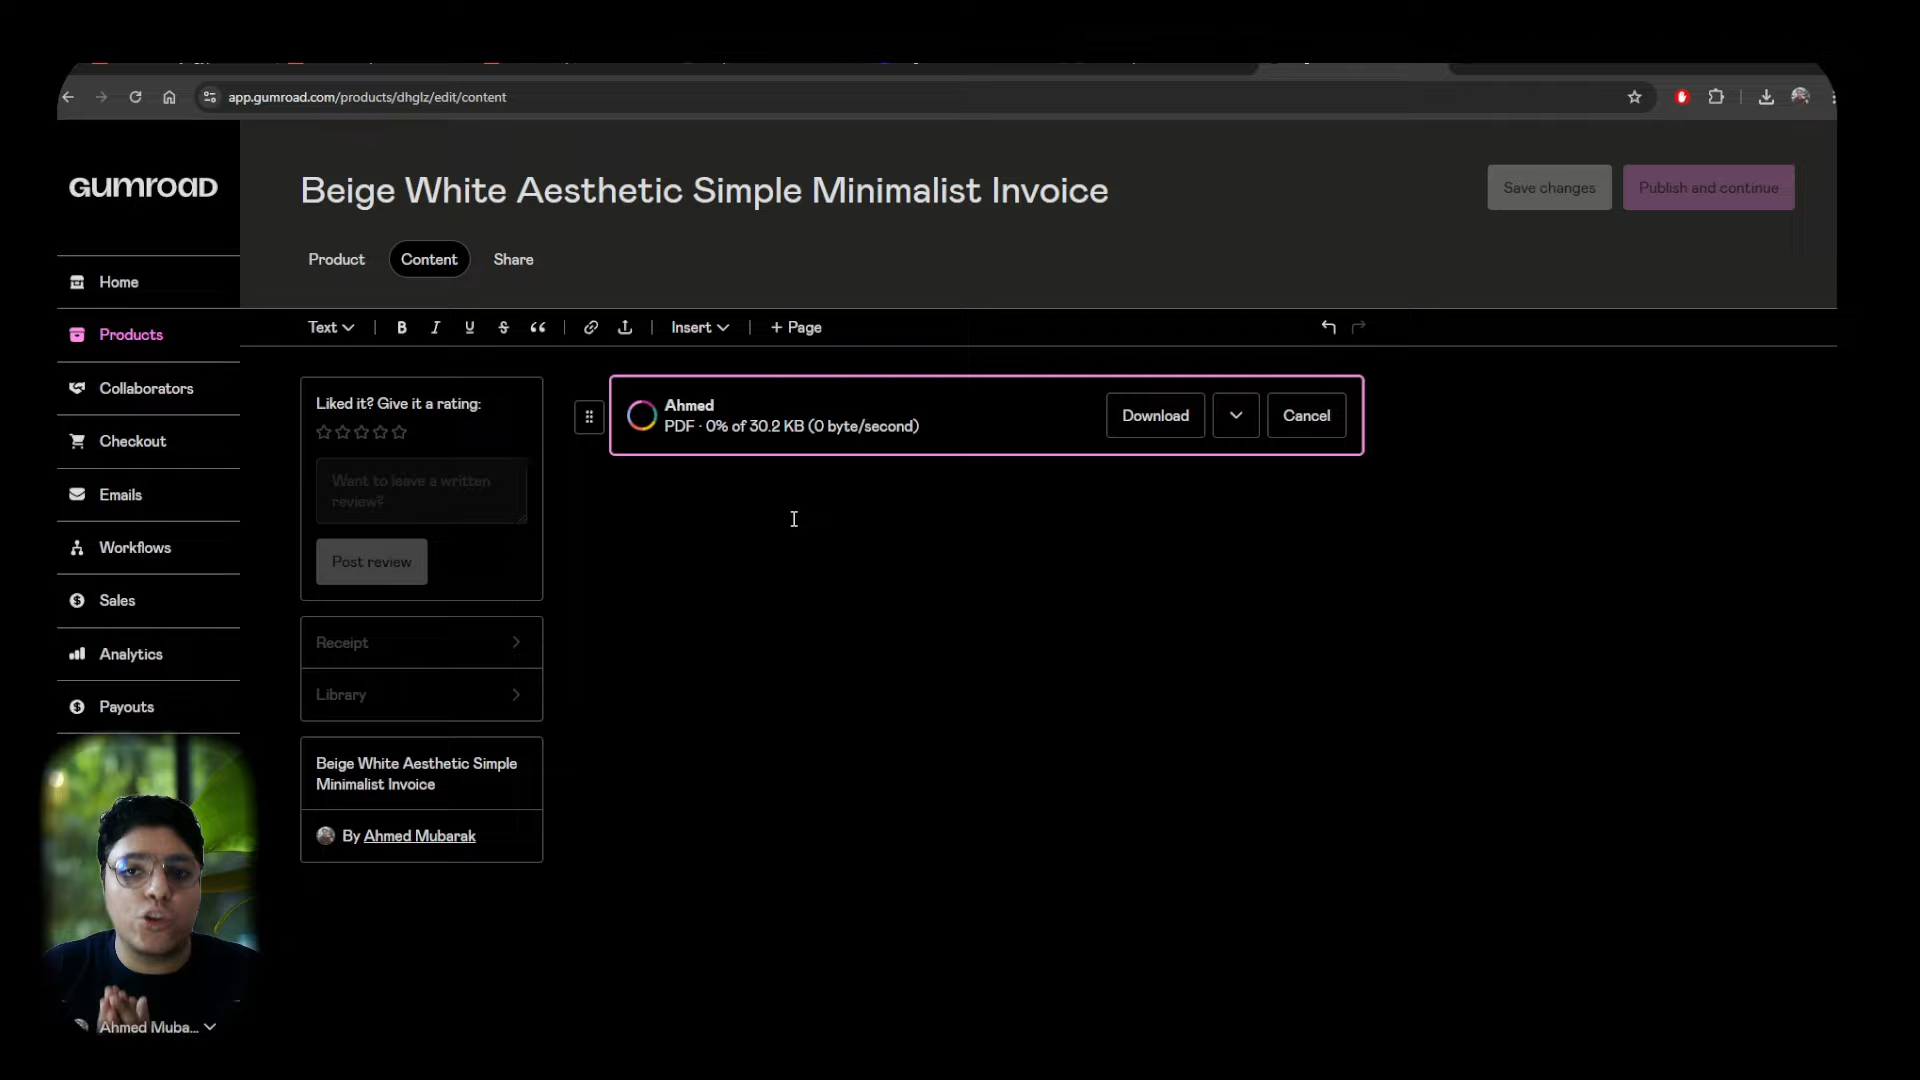 app.gumroad.com/products/dhglz/edit/content
GUMROAD
Beige White Aesthetic Simple Minimalist Invoice
Save changes
Publish and continue
Product
Content
Share
Home
Products
Collaborators
Checkout
Emails
Workflows
Sales
Analytics
Payouts
Ahmed Muba...
Text
B I U S
Insert
+ Page
Liked it? Give it a rating:
Want to leave a written
review?
Post review
Receipt
Library
Beige White Aesthetic Simple
Minimalist Invoice
By Ahmed Mubarak
Ahmed
PDF · 0% of 30.2 KB (0 byte/second)
Download
Cancel